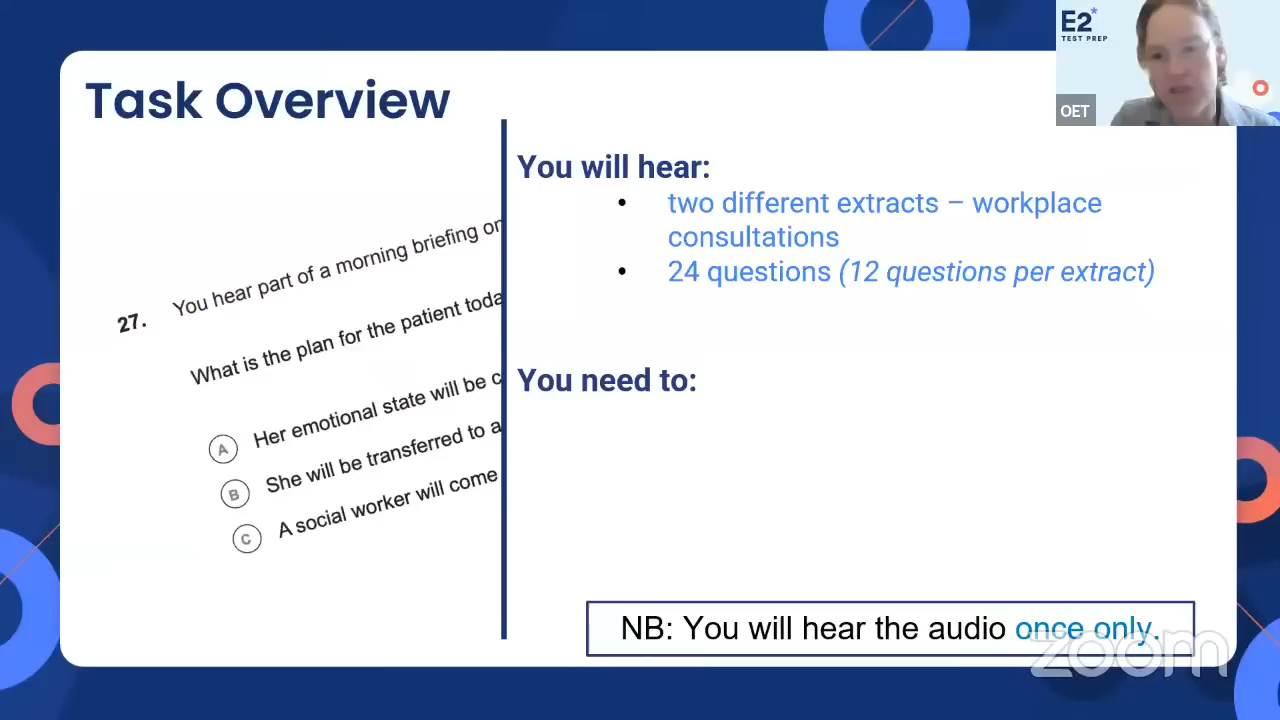 Task Overview
E2*
TEST PREP
OET
27. You hear part of a morning briefing on
What is the plan for the patient toda
A Her emotional state will be c
B She will be transferred to a
C A social worker will come
You will hear:
• two different extracts – workplace
consultations
• 24 questions (12 questions per extract)
You need to:
NB: You will hear the audio once only.
zoom